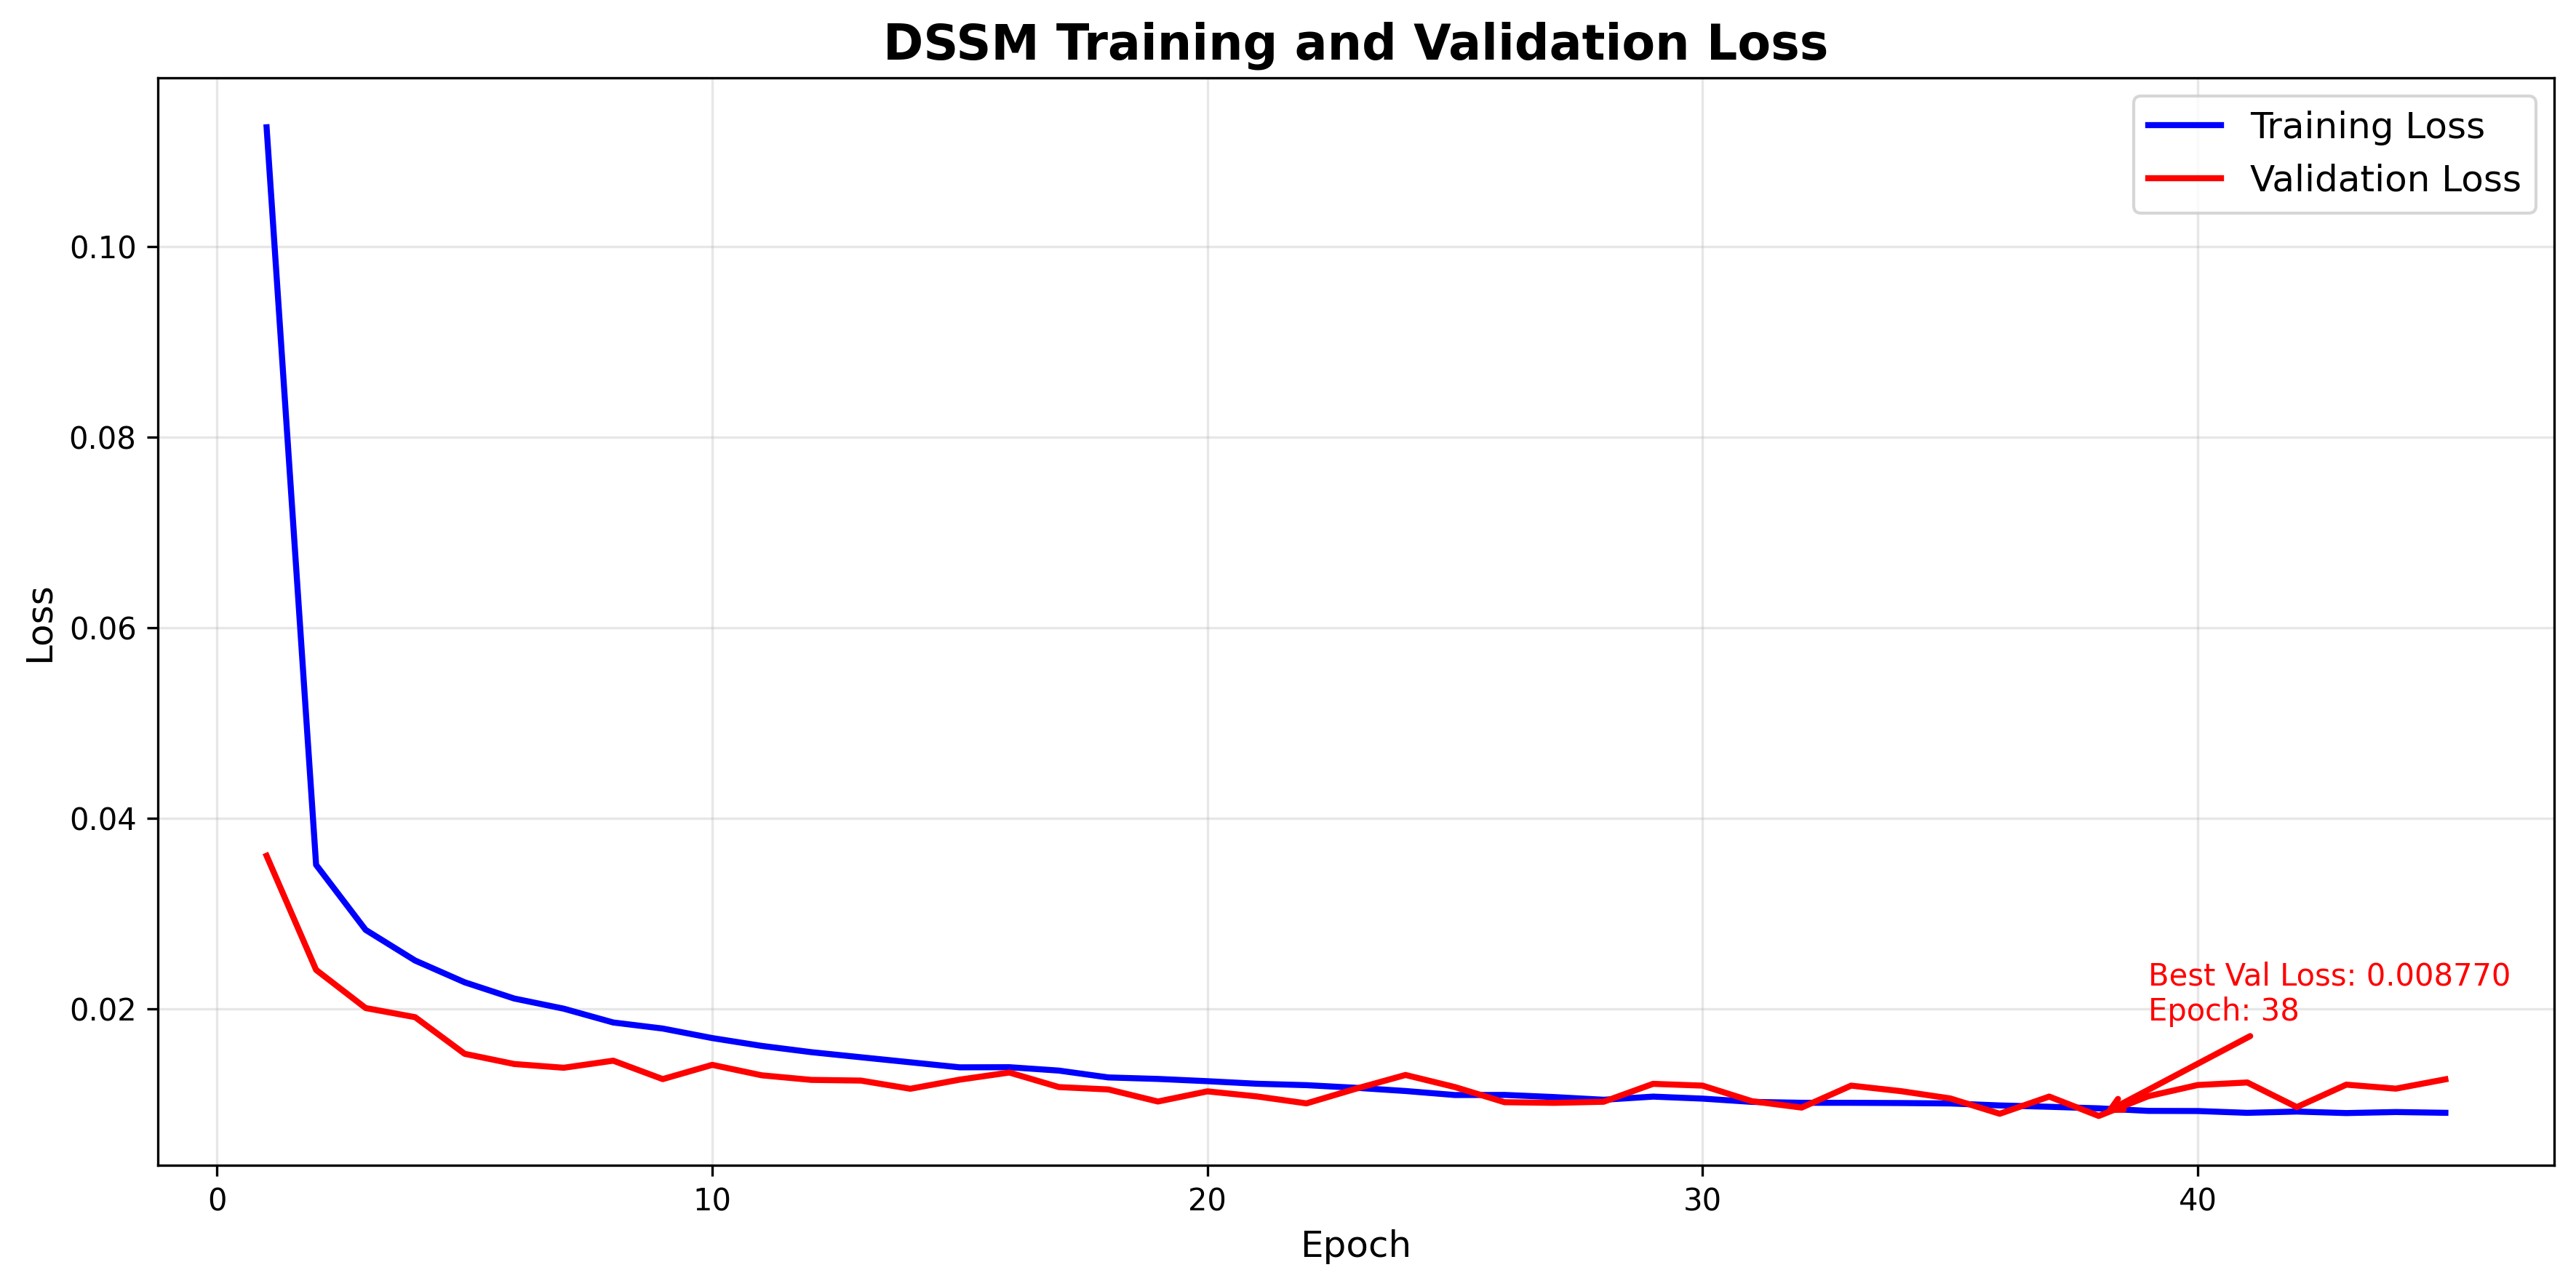 DSSM Training and Validation Loss
Training Loss
Validation Loss
0.10
0.08
0.06
0.04
0.02
Loss
Best Val Loss: 0.008770
Epoch: 38
0
10
20
30
40
Epoch